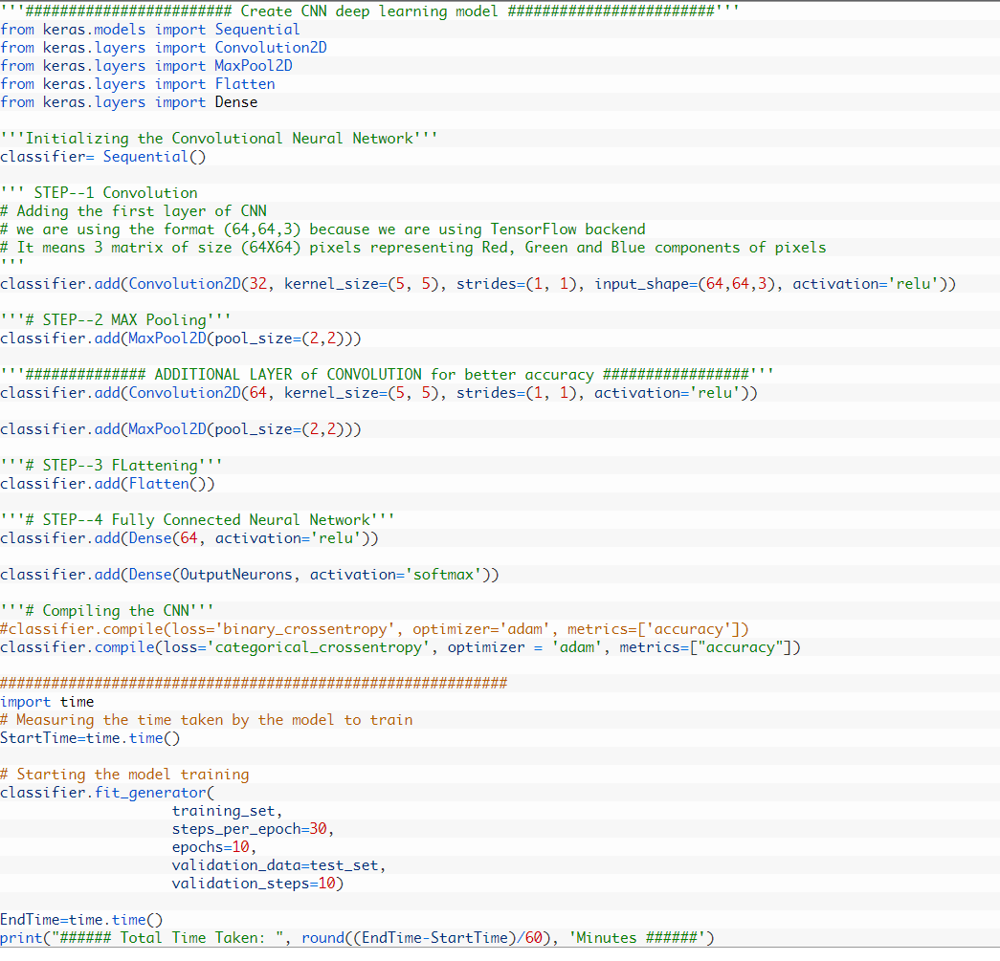 '''######################## Create CNN deep learning model ########################'''
from keras.models import Sequential
from keras.layers import Convolution2D
from keras.layers import MaxPool2D
from keras.layers import Flatten
from keras.layers import Dense

'''Initializing the Convolutional Neural Network'''
classifier= Sequential()

''' STEP--1 Convolution
# Adding the first layer of CNN
# we are using the format (64,64,3) because we are using TensorFlow backend
# It means 3 matrix of size (64X64) pixels representing Red, Green and Blue components of pixels
'''
classifier.add(Convolution2D(32, kernel_size=(5, 5), strides=(1, 1), input_shape=(64,64,3), activation='relu'))

'''# STEP--2 MAX Pooling'''
classifier.add(MaxPool2D(pool_size=(2,2)))

'''############## ADDITIONAL LAYER of CONVOLUTION for better accuracy #################'''
classifier.add(Convolution2D(64, kernel_size=(5, 5), strides=(1, 1), activation='relu'))

classifier.add(MaxPool2D(pool_size=(2,2)))

'''# STEP--3 FLattening'''
classifier.add(Flatten())

'''# STEP--4 Fully Connected Neural Network'''
classifier.add(Dense(64, activation='relu'))

classifier.add(Dense(OutputNeurons, activation='softmax'))

'''# Compiling the CNN'''
#classifier.compile(loss='binary_crossentropy', optimizer='adam', metrics=['accuracy'])
classifier.compile(loss='categorical_crossentropy', optimizer = 'adam', metrics=["accuracy"])

###########################################################
import time
# Measuring the time taken by the model to train
StartTime=time.time()

# Starting the model training
classifier.fit_generator(
                    training_set,
                    steps_per_epoch=30,
                    epochs=10,
                    validation_data=test_set,
                    validation_steps=10)

EndTime=time.time()
print("###### Total Time Taken: ", round((EndTime-StartTime)/60), 'Minutes ######')